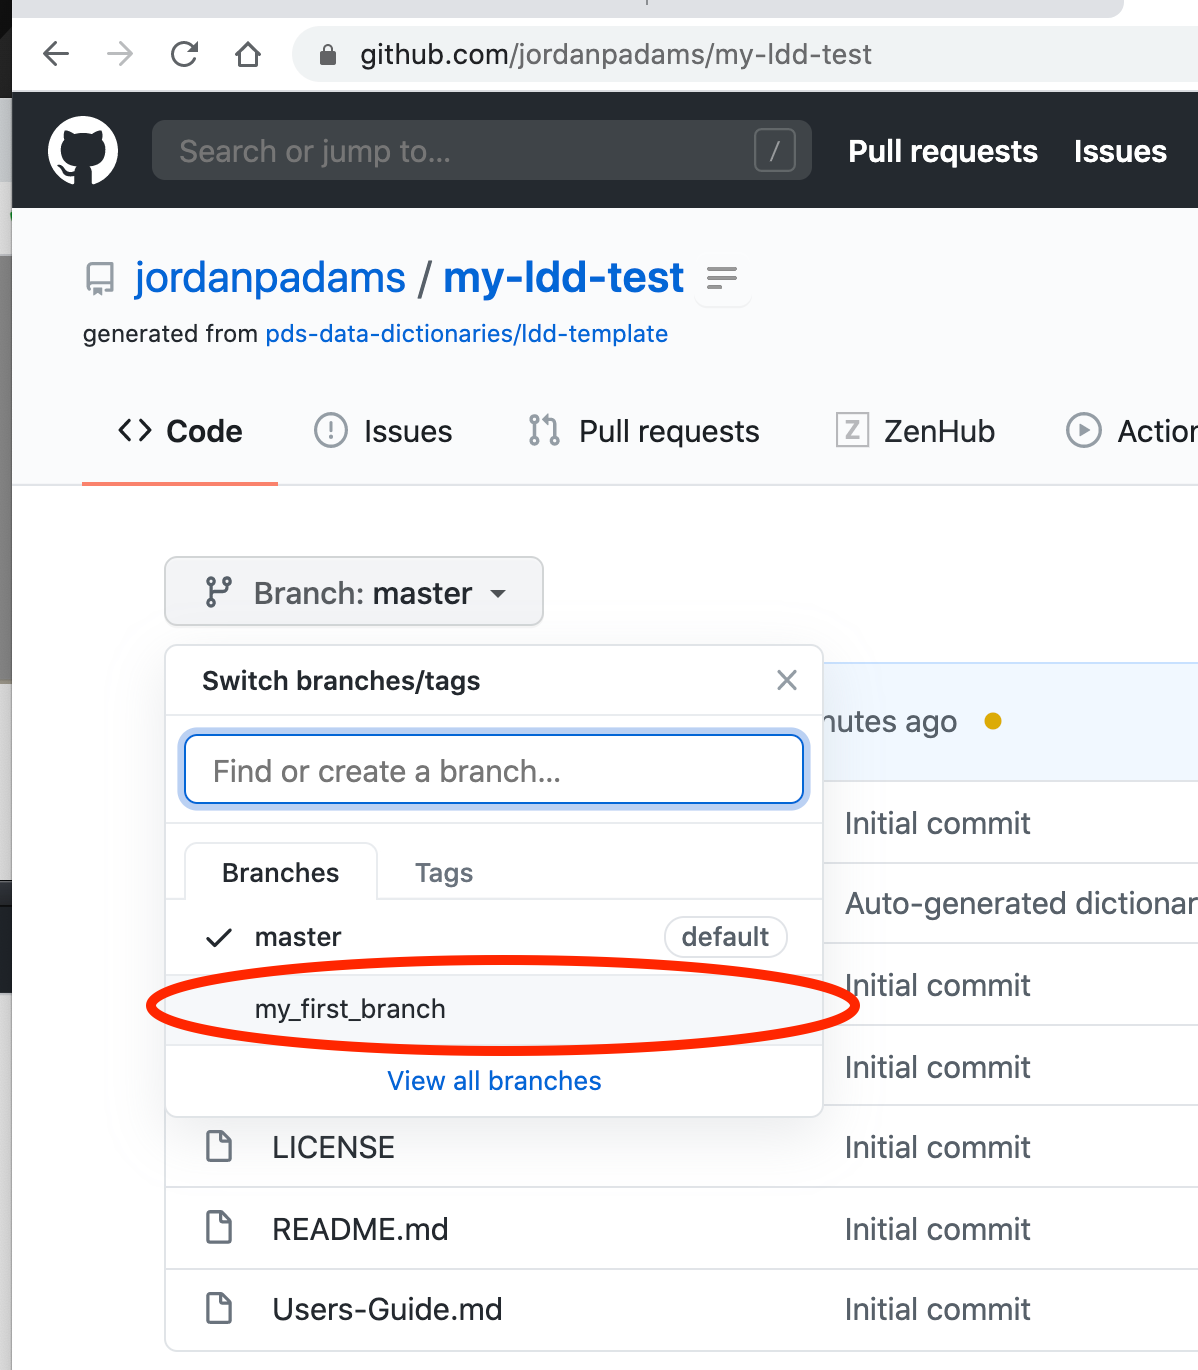 github.com/jordanpadams/my-ldd-test
Search or jump to... /
Pull requests Issues
jordanpadams / my-ldd-test
generated from pds-data-dictionaries/ldd-template
Code Issues Pull requests Z ZenHub Action
Branch: master
Switch branches/tags
nutes ago
Find or create a branch...
Initial commit
Branches Tags
Auto-generated dictionar
master default
Initial commit
my_first_branch
Initial commit
View all branches
LICENSE Initial commit
README.md Initial commit
Users-Guide.md Initial commit